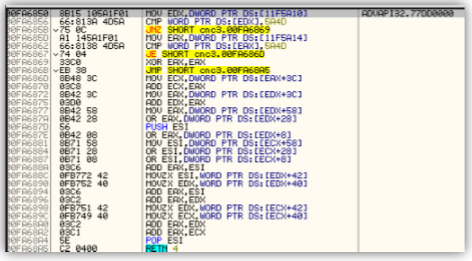 00FA6850 8B15 105A1F01 MOV EDX,DWORD PTR DS:[11F5A10] ADVAPI32.77DD0000
00FA6856 66:813A 4D5A CMP WORD PTR DS:[EDX],5A4D
00FA685B 75 0C JNZ SHORT cnc3.00FA6869
00FA685D A1 145A1F01 MOV EAX,DWORD PTR DS:[11F5A14]
00FA6862 66:8138 4D5A CMP WORD PTR DS:[EAX],5A4D
00FA6867 74 04 JE SHORT cnc3.00FA686D
00FA6869 33C0 XOR EAX,EAX
00FA686B EB 38 JMP SHORT cnc3.00FA68A5
00FA686D 8B48 3C MOV ECX,DWORD PTR DS:[EAX+3C]
00FA6870 03C8 ADD ECX,EAX
00FA6872 8B42 3C MOV EAX,DWORD PTR DS:[EDX+3C]
00FA6875 03D0 ADD EDX,EAX
00FA6877 8B42 58 MOV EAX,DWORD PTR DS:[EDX+58]
00FA687A 0B42 28 OR EAX,DWORD PTR DS:[EDX+28]
00FA687D 56 PUSH ESI
00FA687E 0B42 08 OR EAX,DWORD PTR DS:[EDX+8]
00FA6881 8B71 58 MOV ESI,DWORD PTR DS:[ECX+58]
00FA6884 0B71 28 OR ESI,DWORD PTR DS:[ECX+28]
00FA6887 0B71 08 OR ESI,DWORD PTR DS:[ECX+8]
00FA688A 03C6 ADD EAX,ESI
00FA688C 0FB772 42 MOVZX ESI,WORD PTR DS:[EDX+42]
00FA6890 0FB752 40 MOVZX EDX,WORD PTR DS:[EDX+40]
00FA6894 03C6 ADD EAX,ESI
00FA6896 03C2 ADD EAX,EDX
00FA6898 0FB751 42 MOVZX EDX,WORD PTR DS:[ECX+42]
00FA689C 0FB749 40 MOVZX ECX,WORD PTR DS:[ECX+40]
00FA68A0 03C2 ADD EAX,EDX
00FA68A2 03C1 ADD EAX,ECX
00FA68A4 5E POP ESI
00FA68A5 C2 0400 RETN 4